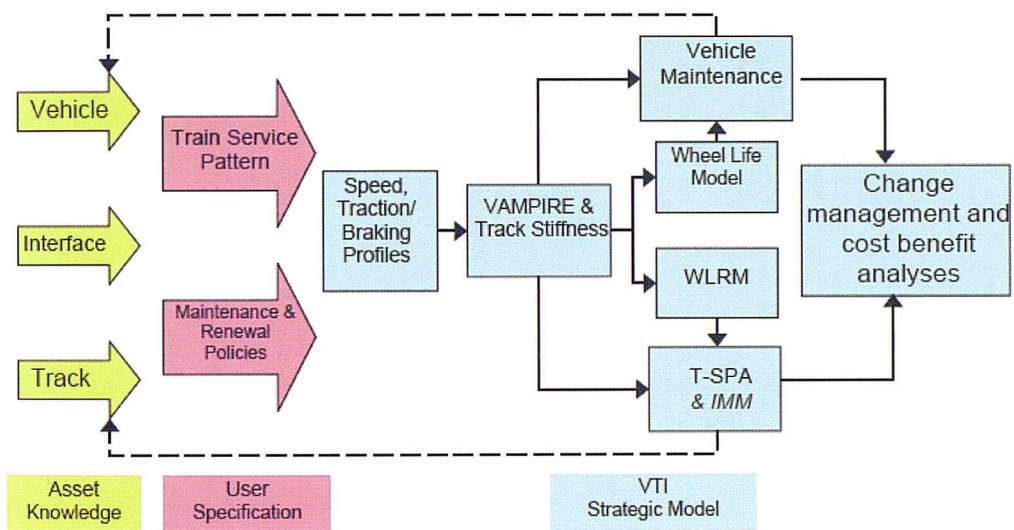 Vehicle
Interface
Track
Train Service
Pattern
Maintenance &
Renewal
Policies
Speed,
Traction/
Braking
Profiles
VAMPIRE &
Track Stiffness
Vehicle
Maintenance
Wheel Life
Model
WLRM
T-SPA
& IMM
Change
management and
cost benefit
analyses
Asset
Knowledge
User
Specification
VTI
Strategic Model